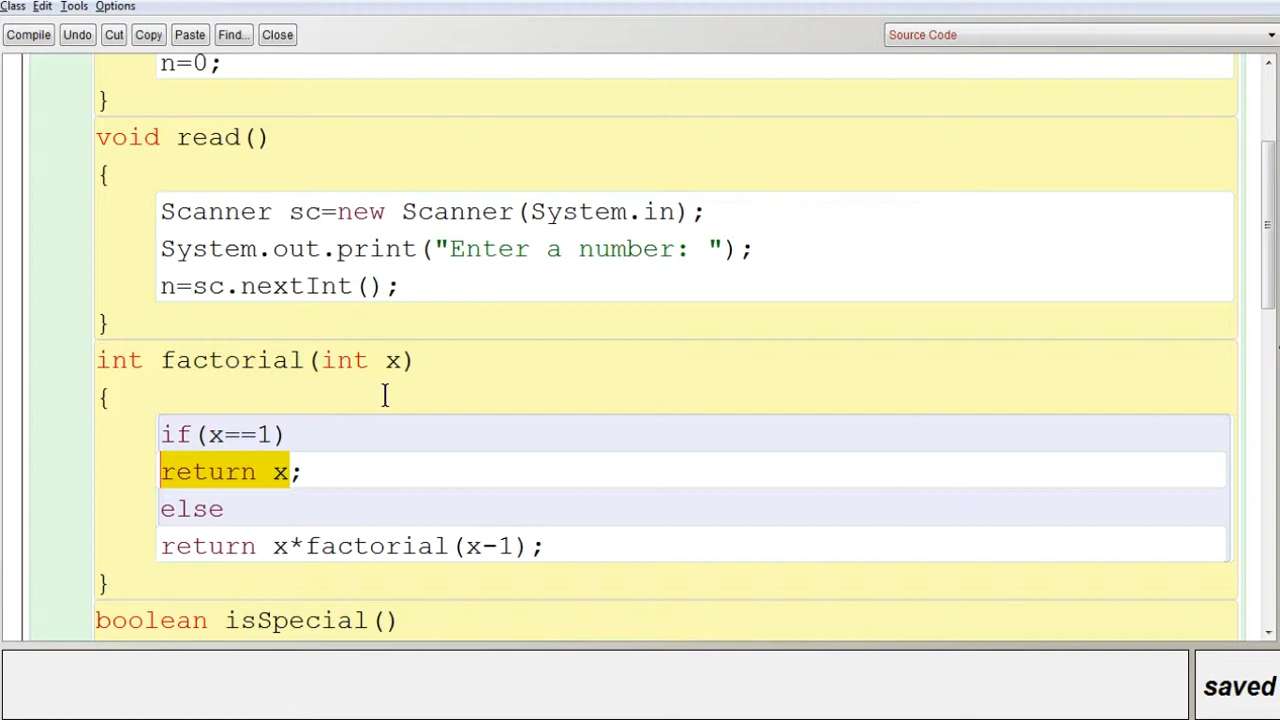 Class Edit Tools Options
Compile Undo Cut Copy Paste Find... Close Source Code
n=0;
}
void read()
{
Scanner sc=new Scanner(System.in);
System.out.print("Enter a number: ");
n=sc.nextInt();
}
int factorial(int x)
{
if(x==1)
return x;
else
return x*factorial(x-1);
}
boolean isSpecial()
saved